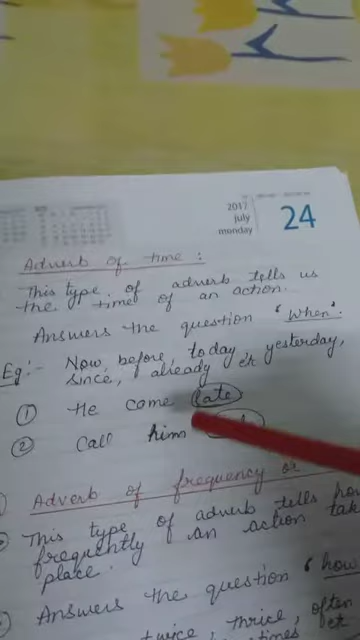 2017
july
monday
24
Adverb of time :
This type of adverb tells us
the time of an action.
Answers the question 'When'.
Eg:- Now, before, today yesterday,
since, already etc
① He come late
② Call him
Adverb of frequency or
This type of adverb tells how
frequently an action tak
place.
Answers the question 'how
twice, thrice, often